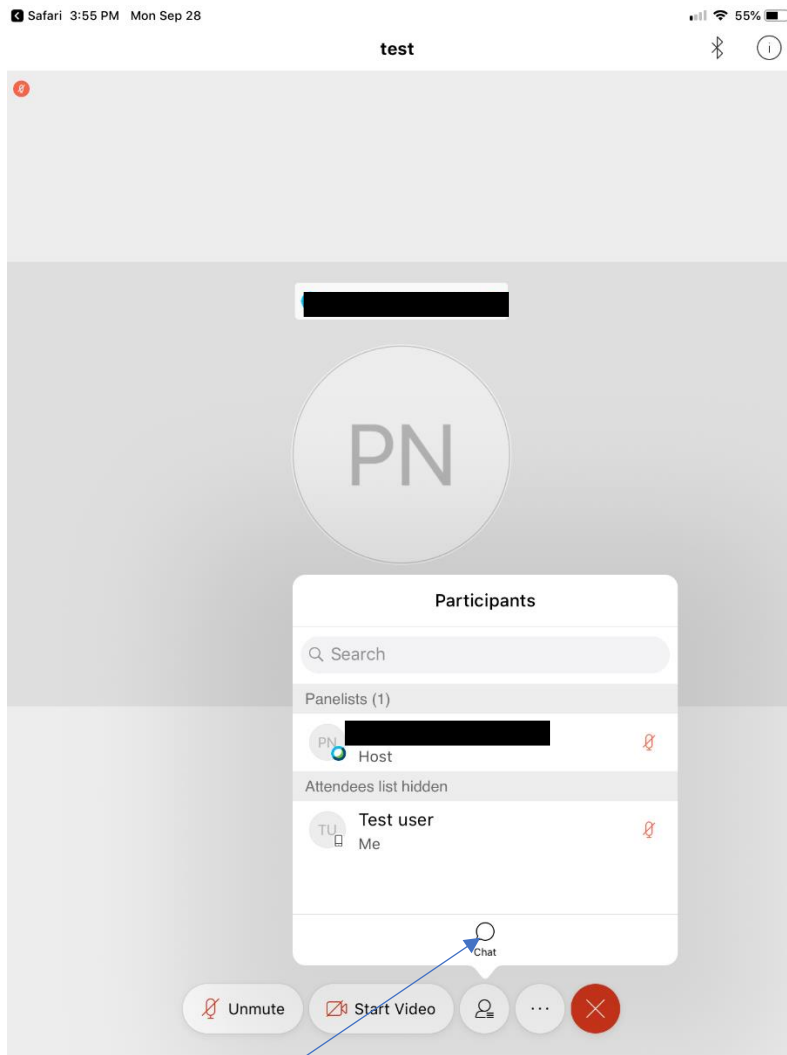 Safari 3:55 PM Mon Sep 28 55%
test
PN
Participants
Search
Panelists (1)
PN
Host
Attendees list hidden
TU Test user
Me
Chat
Unmute Start Video